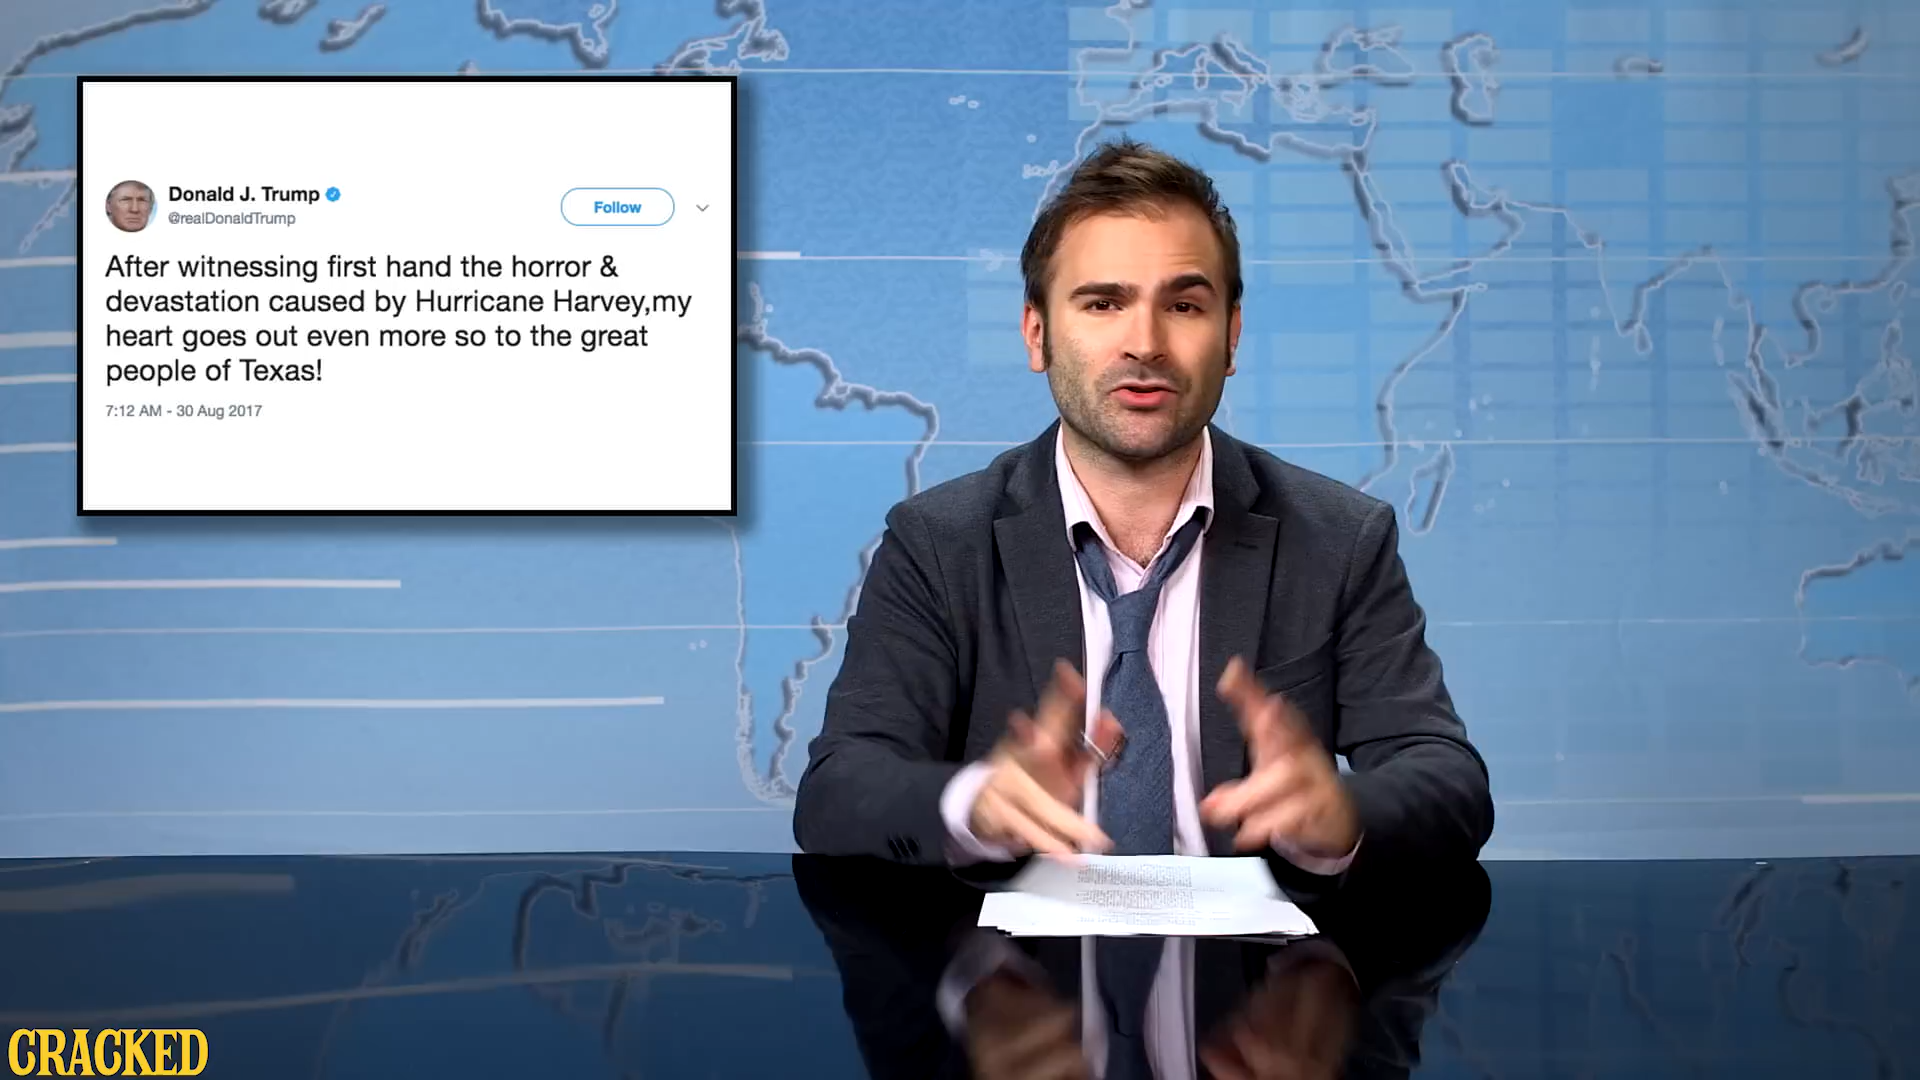 Donald J. Trump
@realDonaldTrump
Follow
After witnessing first hand the horror &
devastation caused by Hurricane Harvey,my
heart goes out even more so to the great
people of Texas!
7:12 AM - 30 Aug 2017
CRACKED